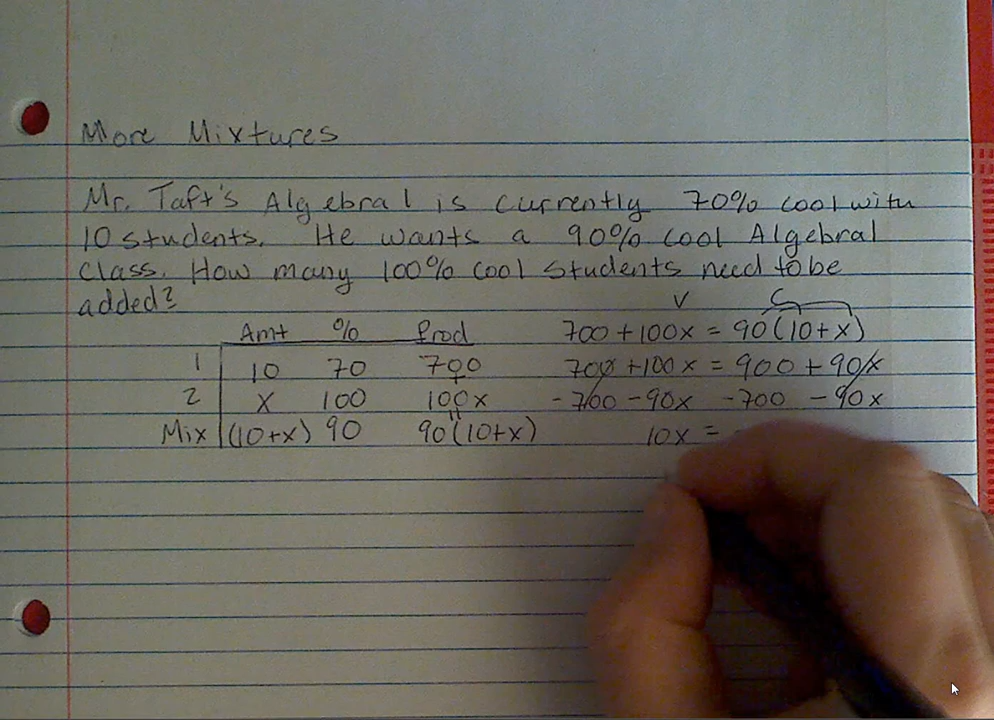 More Mixtures
Mr. Taft's Algebra 1 is currently 70% cool with
10 students. He wants a 90% cool Algebra 1
class. How many 100% cool students need to be
added?
Amt % Prod
1 10 70 700
2 x 100 100x
Mix (10+x) 90 90(10+x)
700 + 100x = 90(10+x)
700 + 100x = 900 + 90x
-700 -90x -700 -90x
10x =